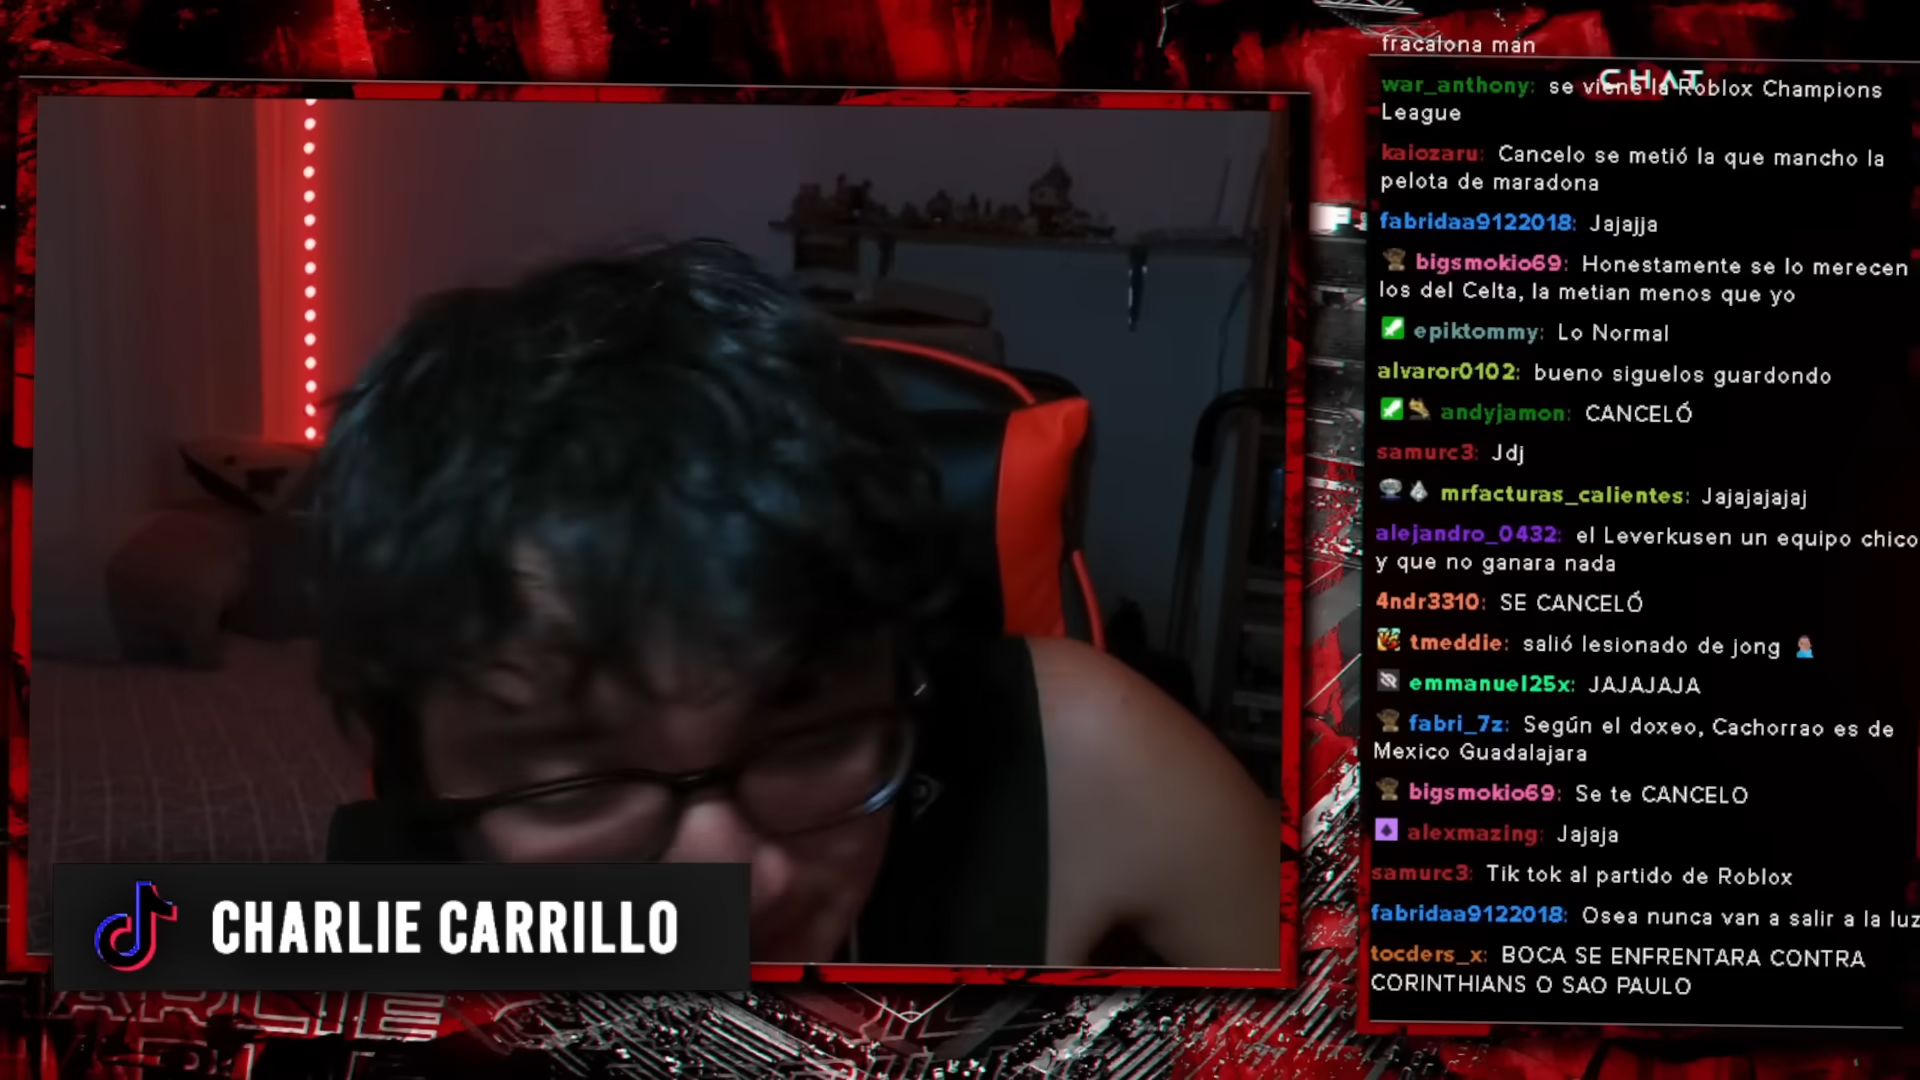 fracalona man
CHAT
war_anthony: se viene la Roblox Champions
League
kaiozaru: Cancelo se metió la que mancho la
pelota de maradona
fabridaa9122018: Jajajja
bigsmokio69: Honestamente se lo merecen
los del Celta, la metian menos que yo
epiktommy: Lo Normal
alvaror0102: bueno siguelos guardondo
andyjamon: CANCELÓ
samurc3: Jdj
mrfacturas_calientes: Jajajajajaj
alejandro_0432: el Leverkusen un equipo chico
y que no ganara nada
4ndr3310: SE CANCELÓ
tmeddie: salió lesionado de jong
emmanuel25x: JAJAJAJA
fabri_7z: Según el doxeo, Cachorrao es de
Mexico Guadalajara
bigsmokio69: Se te CANCELO
alexmazing: Jajaja
samurc3: Tik tok al partido de Roblox
fabridaa9122018: Osea nunca van a salir a la luz
tocders_x: BOCA SE ENFRENTARA CONTRA
CORINTHIANS O SAO PAULO
CHARLIE CARRILLO